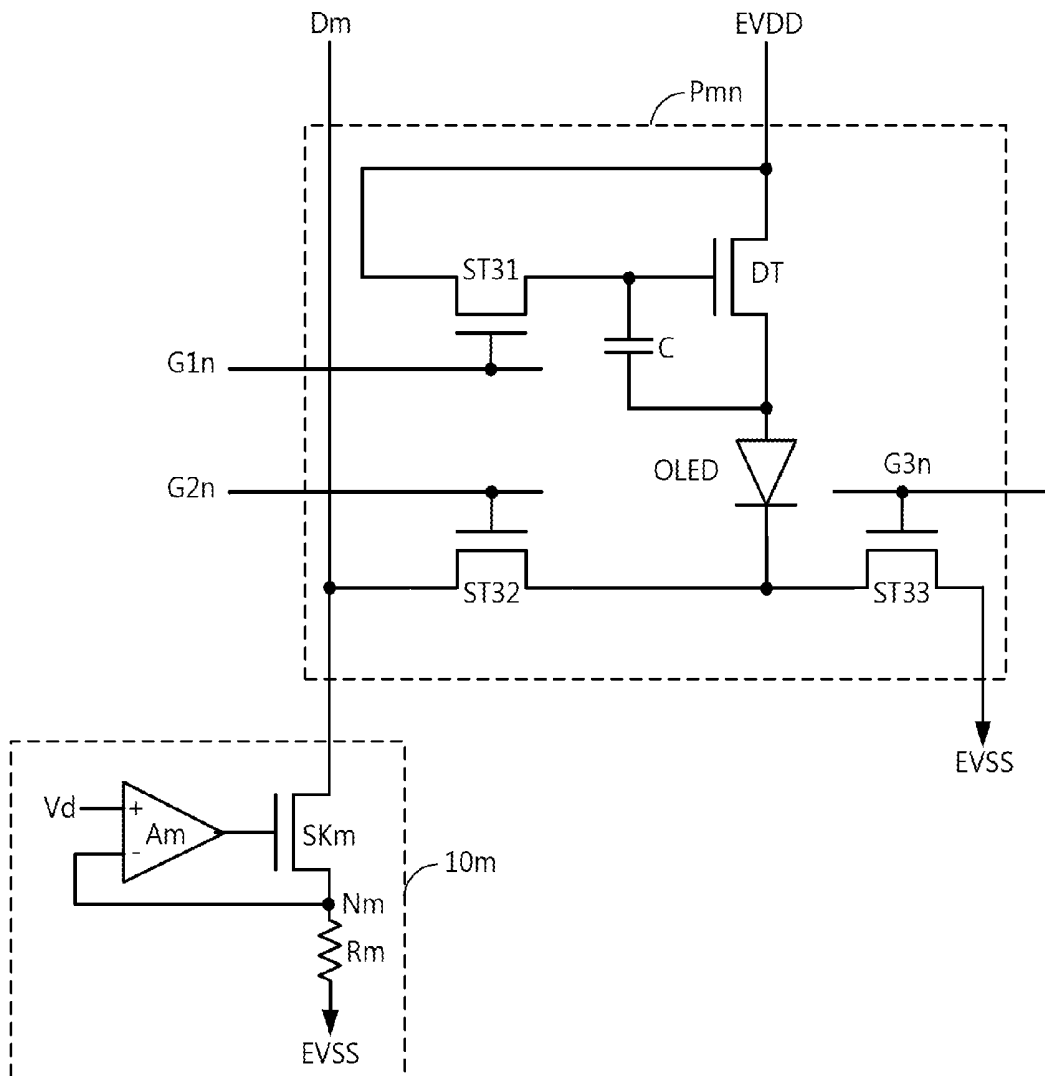 Dm
EVDD
Pmn
ST31
DT
C
G1n
OLED
G3n
G2n
ST32
ST33
EVSS
Vd
+
Am
-
SKm
10m
Nm
Rm
EVSS